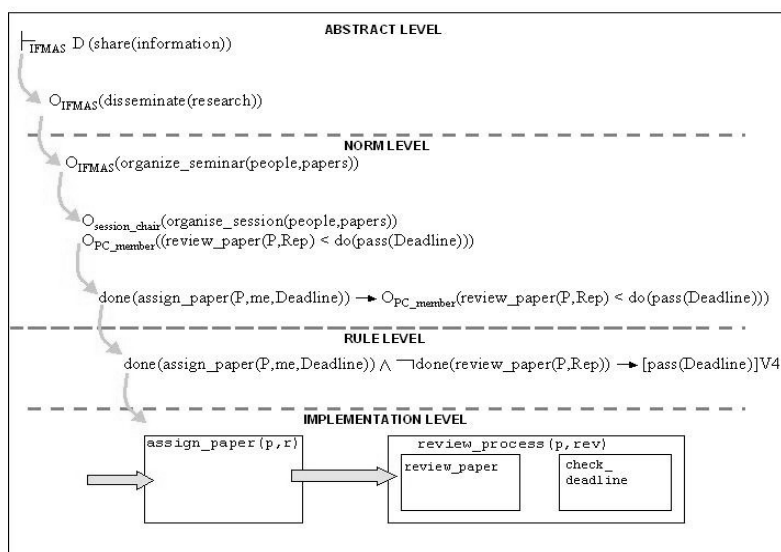 ABSTRACT LEVEL
⊢IFMAS D (share(information))
OIFMAS(disseminate(research))
NORM LEVEL
OIFMAS(organize_seminar(people,papers))
Osession_chair(organise_session(people,papers))
OPC_member((review_paper(P,Rep) < do(pass(Deadline)))
done(assign_paper(P,me,Deadline)) → OPC_member(review_paper(P,Rep) < do(pass(Deadline)))
RULE LEVEL
done(assign_paper(P,me,Deadline)) ∧ ¬done(review_paper(P,Rep)) → [pass(Deadline)]V4
IMPLEMENTATION LEVEL
assign_paper(p,r)
review_process(p,rev)
review_paper
check_
deadline